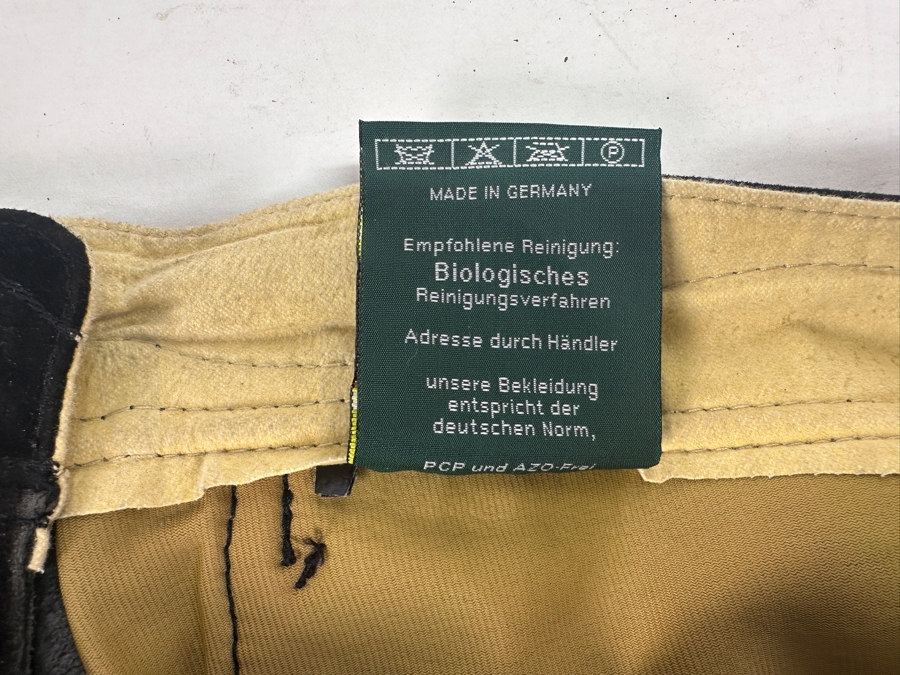 P
MADE IN GERMANY
Empfohlene Reinigung:
Biologisches
Reinigungsverfahren
Adresse durch Händler
unsere Bekleidung
entspricht der
deutschen Norm,
PCP und AZO-Frei